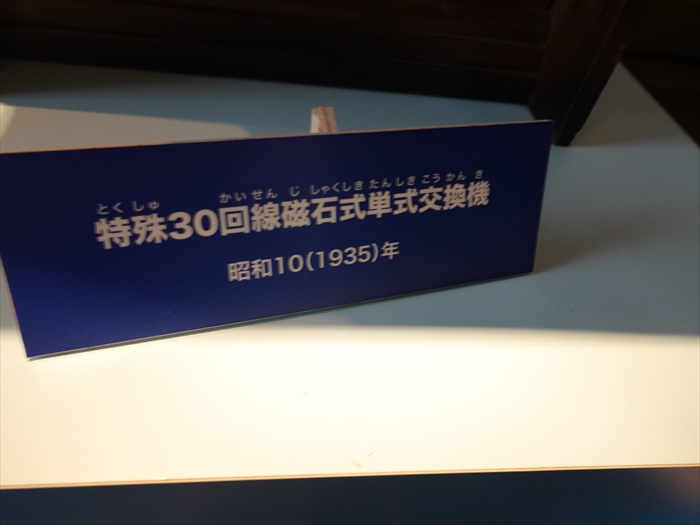 とくしゅ かいせん じしゃくしき たんしき こうかんき
特殊30回線磁石式単式交換機
昭和10(1935)年